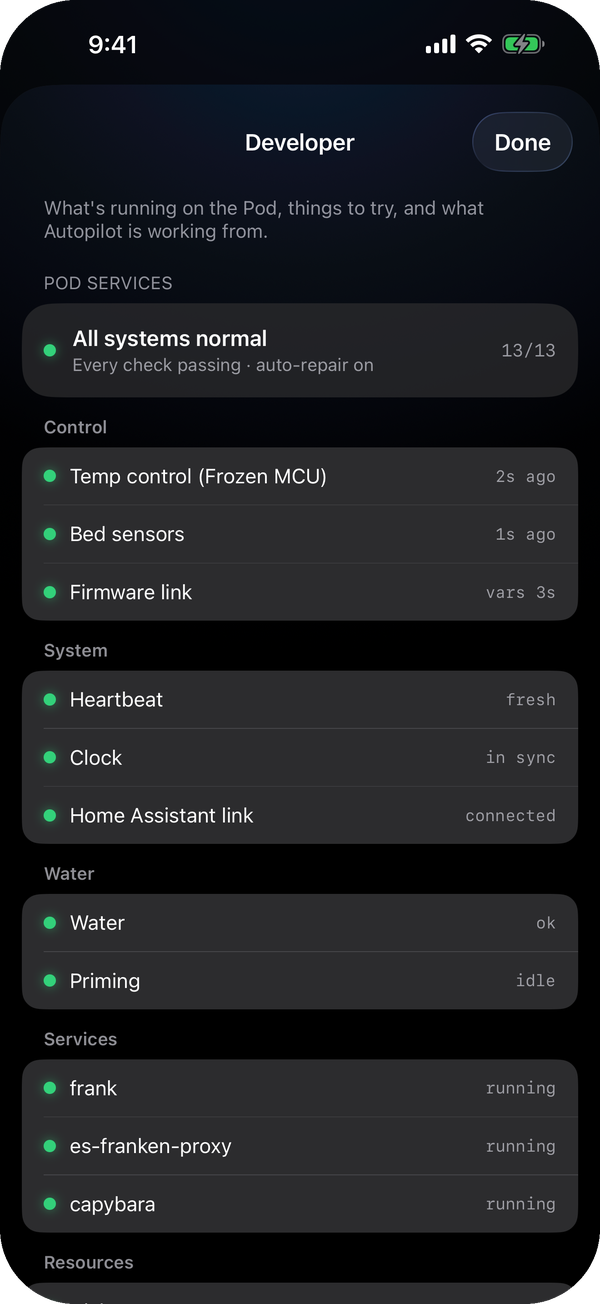 9:41
Developer
Done
What's running on the Pod, things to try, and what
Autopilot is working from.
POD SERVICES
All systems normal
Every check passing · auto-repair on
13/13
Control
Temp control (Frozen MCU)
2s ago
Bed sensors
1s ago
Firmware link
vars 3s
System
Heartbeat
fresh
Clock
in sync
Home Assistant link
connected
Water
Water
ok
Priming
idle
Services
frank
running
es-franken-proxy
running
capybara
running
Resources